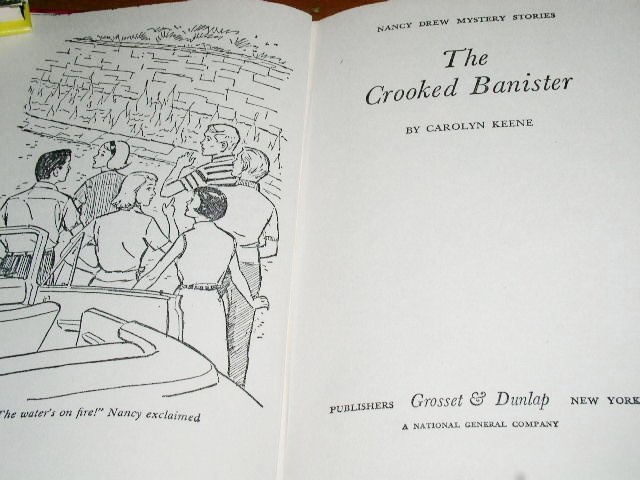 The water's on fire!" Nancy exclaimed
NANCY DREW MYSTERY STORIES
The
Crooked Banister
BY CAROLYN KEENE
PUBLISHERS Grosset & Dunlap NEW YORK
A NATIONAL GENERAL COMPANY